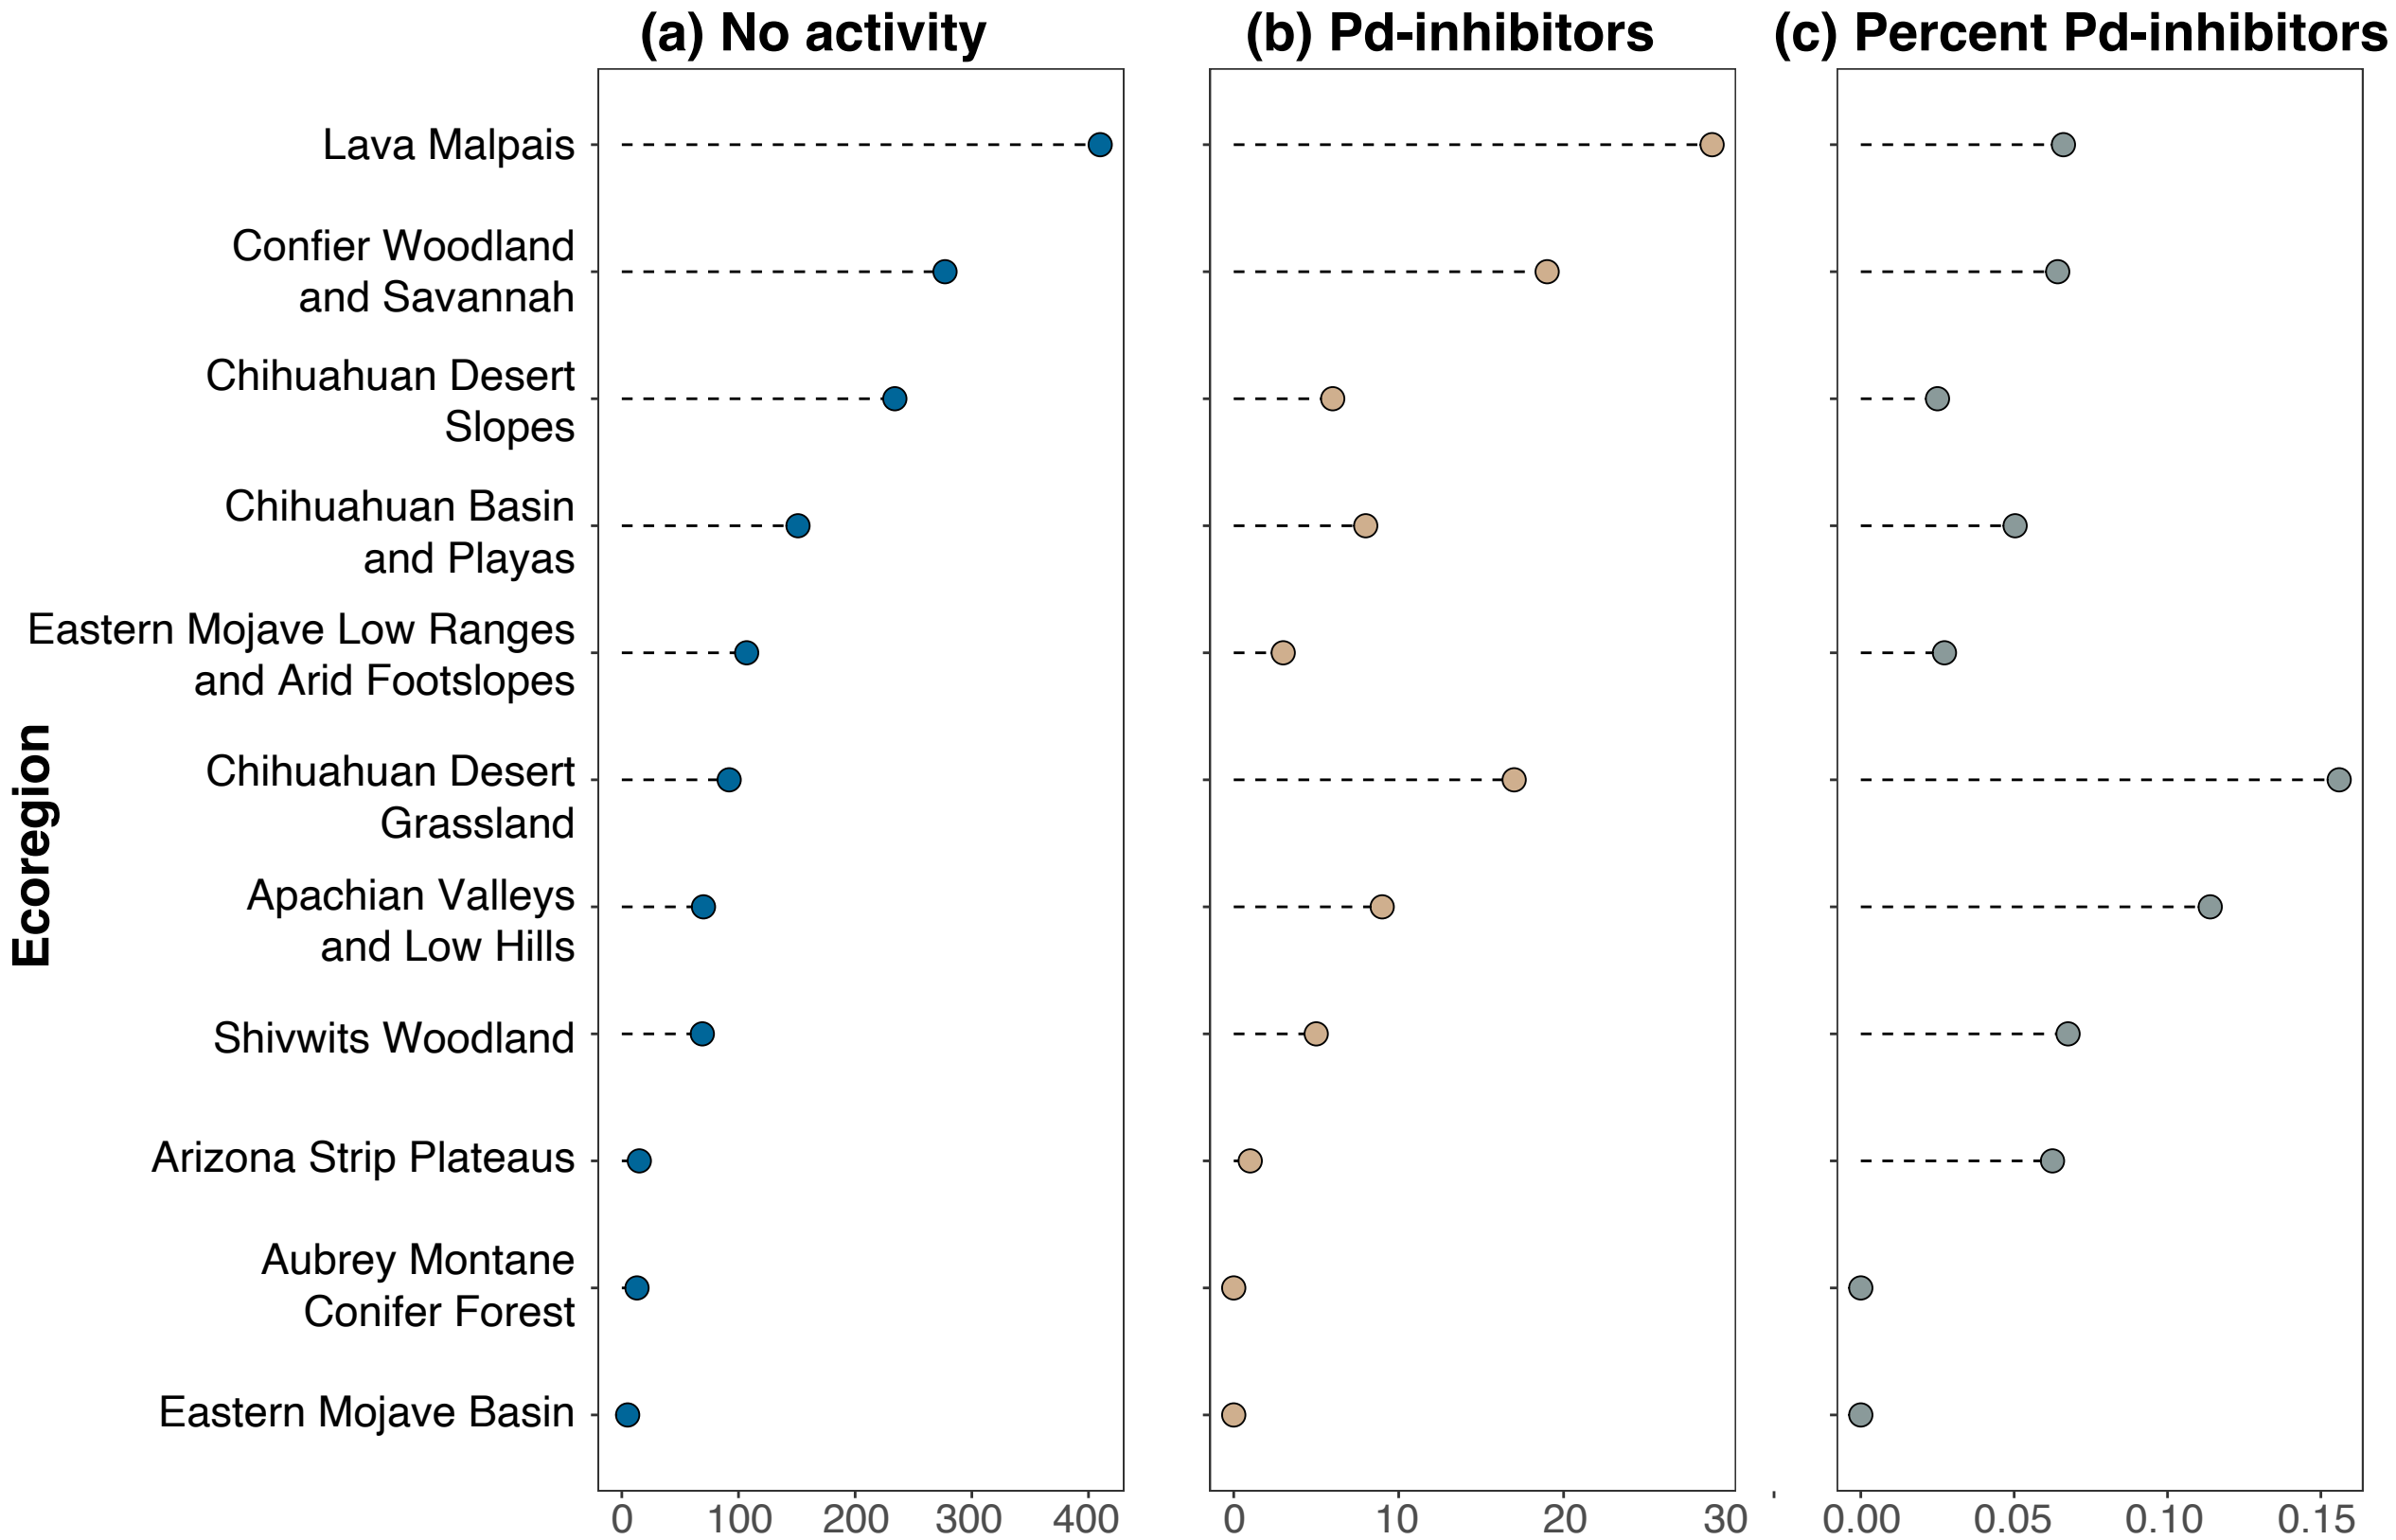 (a) No activity
(b) Pd-inhibitors
(c) Percent Pd-inhibitors
Ecoregion
Lava Malpais
Confier Woodland
and Savannah
Chihuahuan Desert
Slopes
Chihuahuan Basin
and Playas
Eastern Mojave Low Ranges
and Arid Footslopes
Chihuahuan Desert
Grassland
Apachian Valleys
and Low Hills
Shivwits Woodland
Arizona Strip Plateaus
Aubrey Montane
Conifer Forest
Eastern Mojave Basin
0 100 200 300 400
0 10 20 30
0.00 0.05 0.10 0.15